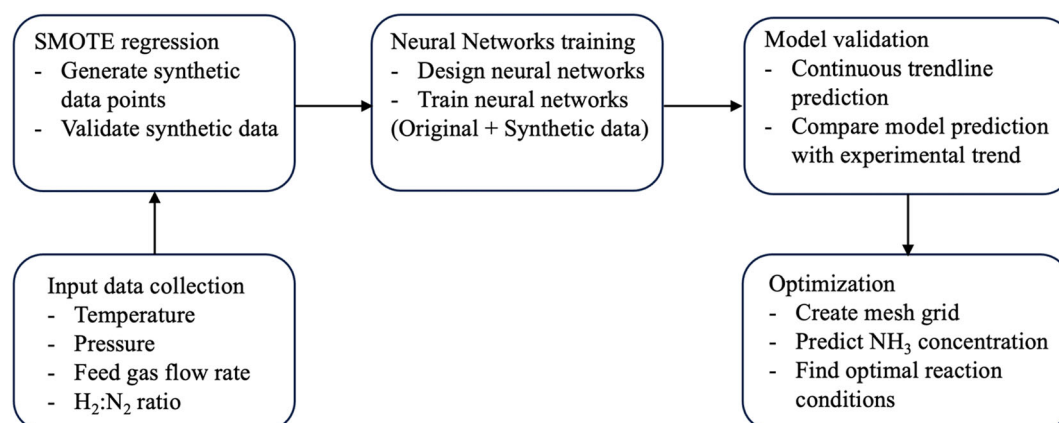 SMOTE regression
- Generate synthetic
data points
- Validate synthetic data
Neural Networks training
- Design neural networks
- Train neural networks
(Original + Synthetic data)
Model validation
- Continuous trendline
prediction
- Compare model prediction
with experimental trend
Input data collection
- Temperature
- Pressure
- Feed gas flow rate
- H₂:N₂ ratio
Optimization
- Create mesh grid
- Predict NH₃ concentration
- Find optimal reaction
conditions